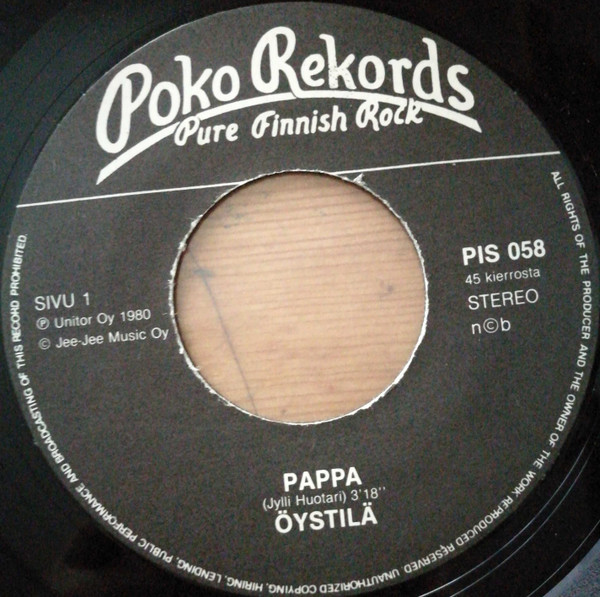 Poko Rekords
Pure Finnish Rock
SIVU 1
℗ Unitor Oy 1980
© Jee-Jee Music Oy
PIS 058
45 kierrosta
STEREO
n©b
PAPPA
(Jylli Huotari) 3'18''
ÖYSTILÄ
ALL RIGHTS OF THE PRODUCER AND THE OWNER OF THE WORK REPRODUCED RESERVED. UNAUTHORIZED COPYING, HIRING, LENDING, PUBLIC PERFORMANCE AND BROADCASTING OF THIS RECORD PROHIBITED.